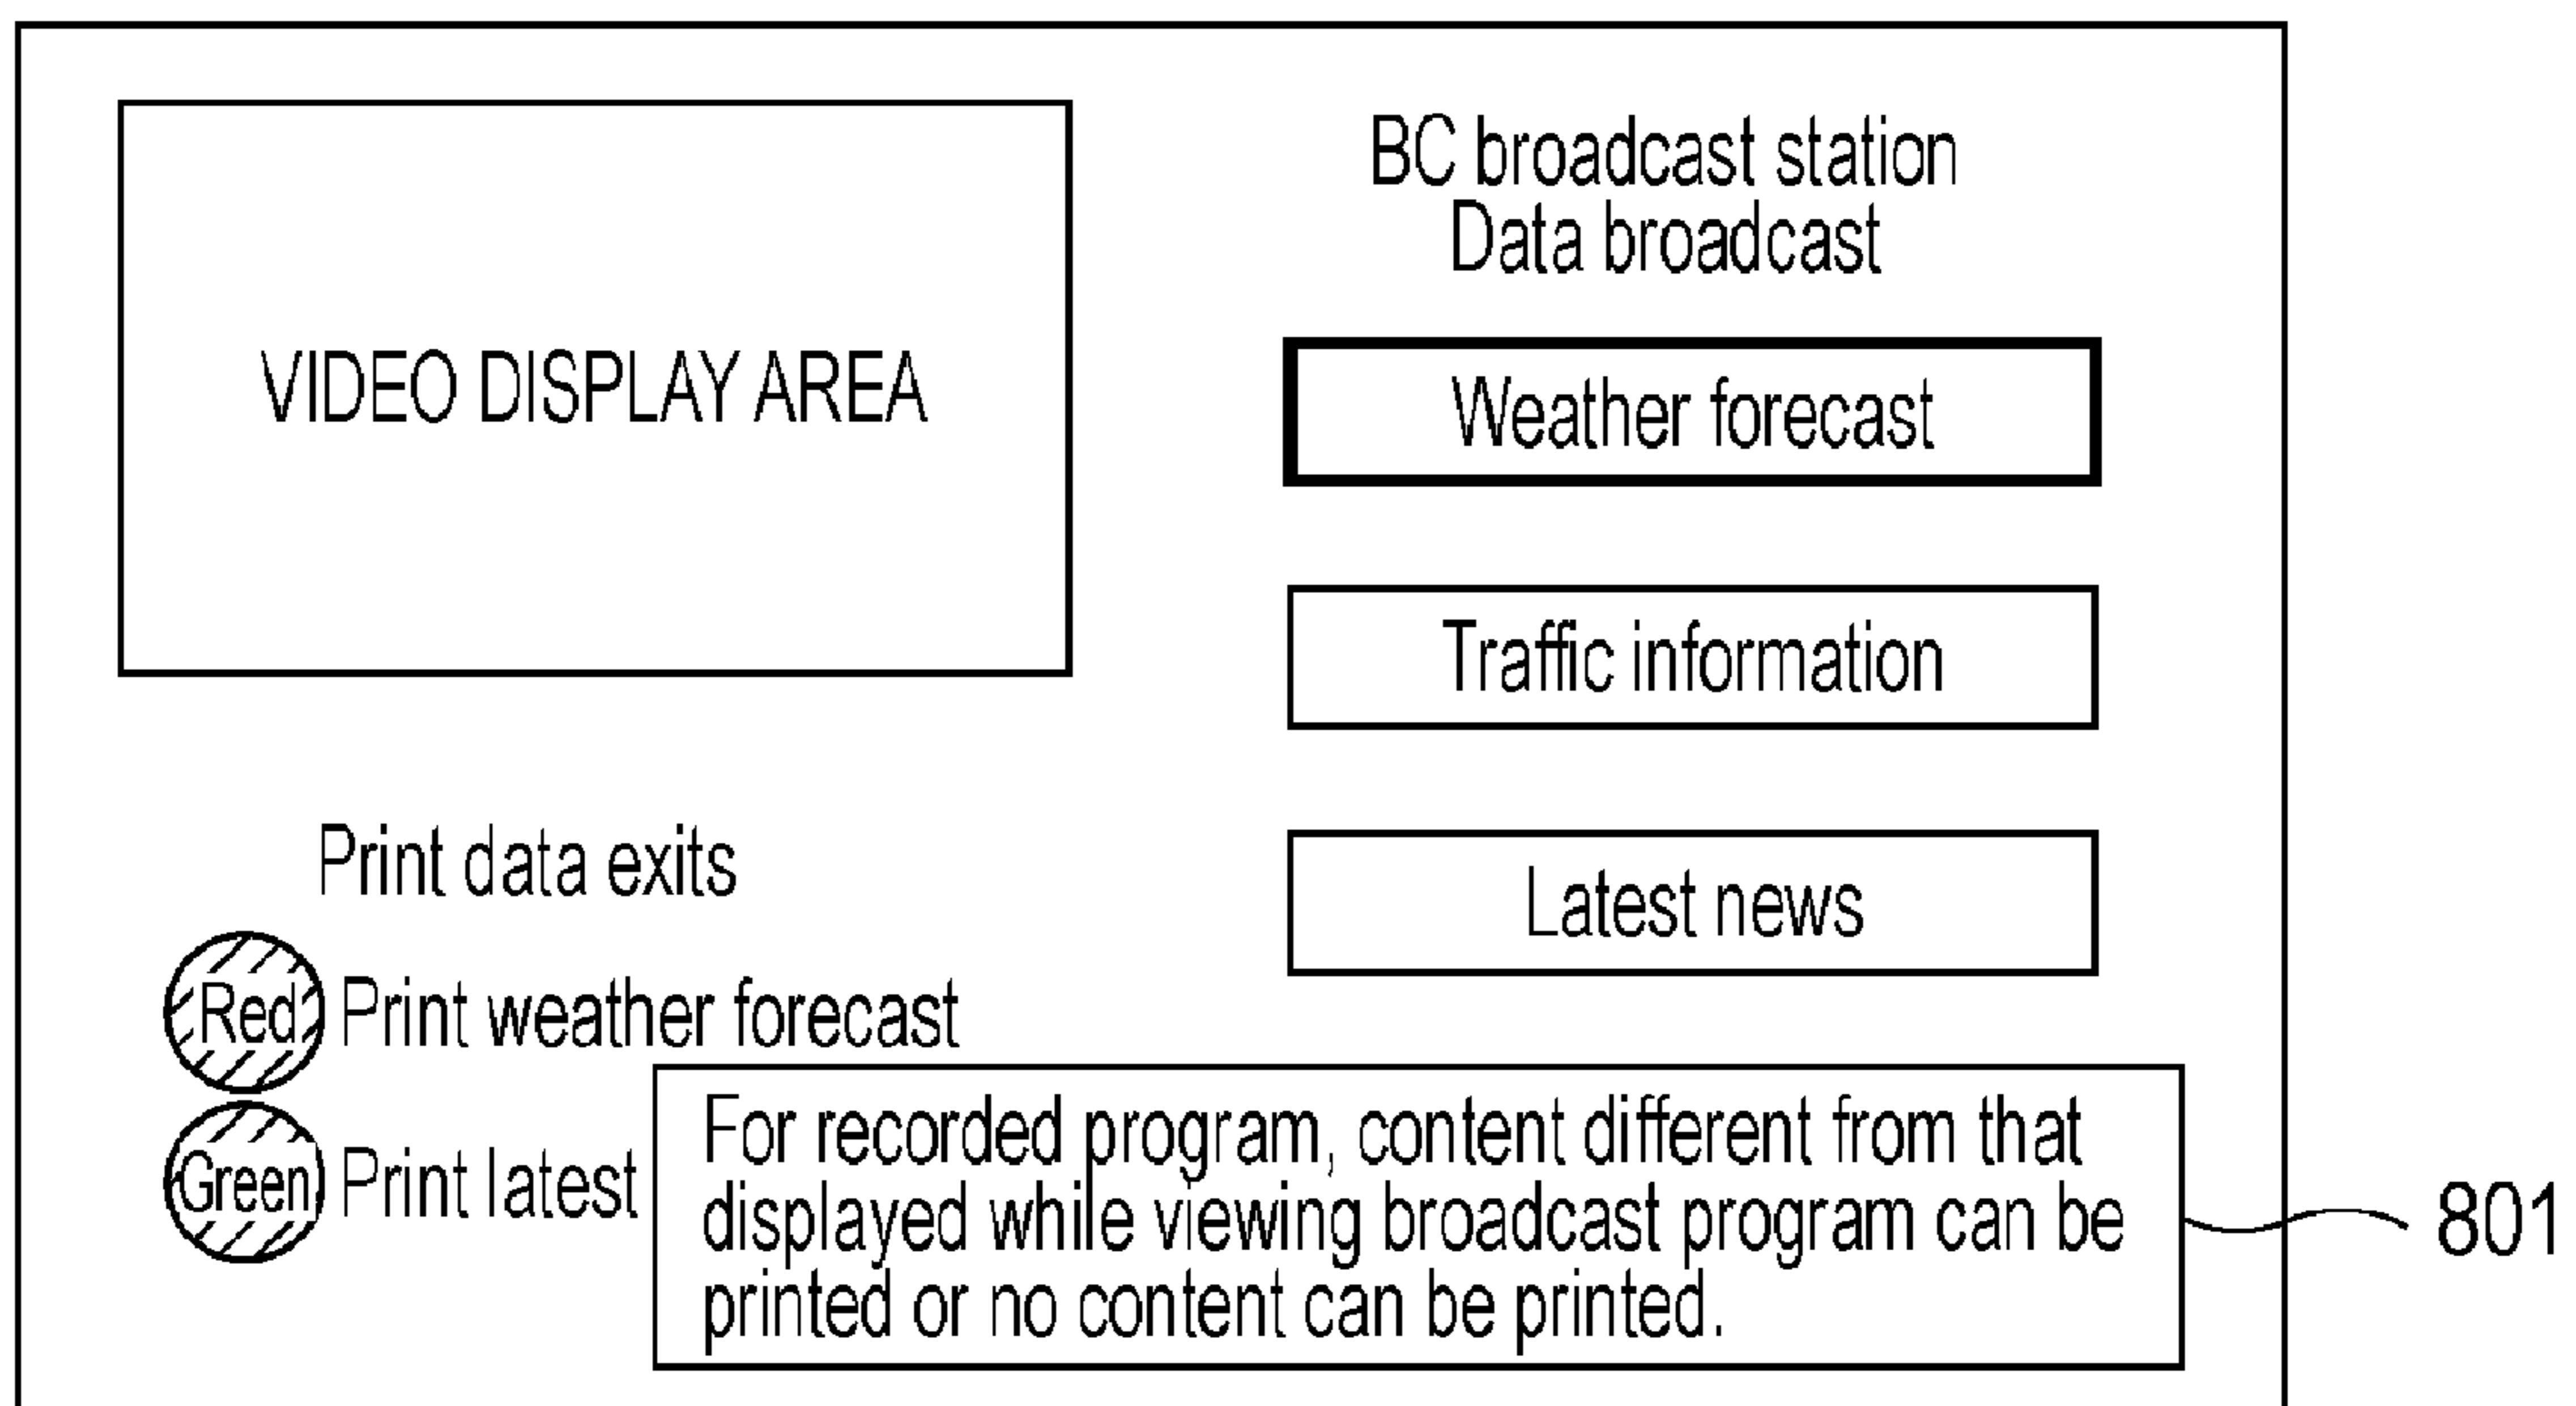 VIDEO DISPLAY AREA
BC broadcast station
Data broadcast
Weather forecast
Traffic information
Latest news
Print data exits
Red Print weather forecast
Green Print latest
For recorded program, content different from that
displayed while viewing broadcast program can be
printed or no content can be printed.
801